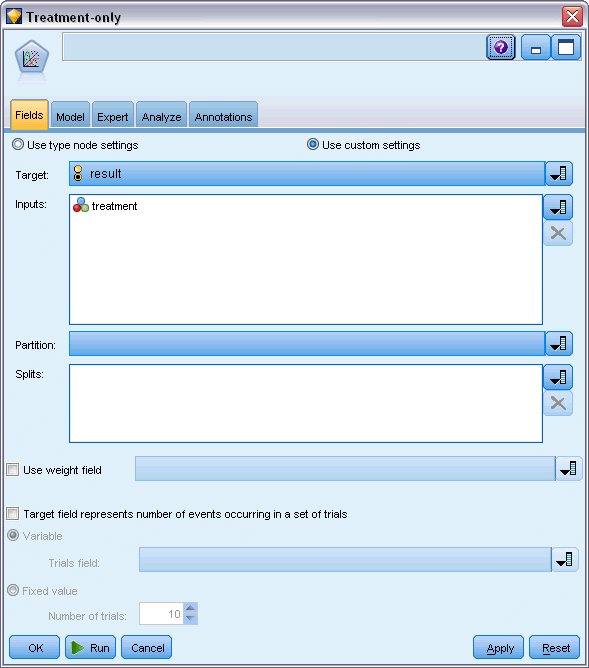 Treatment-only
?
Fields Model Expert Analyze Annotations
Use type node settings Use custom settings
Target: result
Inputs: treatment
Partition:
Splits:
Use weight field
Target field represents number of events occurring in a set of trials
Variable
Trials field:
Fixed value
Number of trials: 10
OK Run Cancel Apply Reset